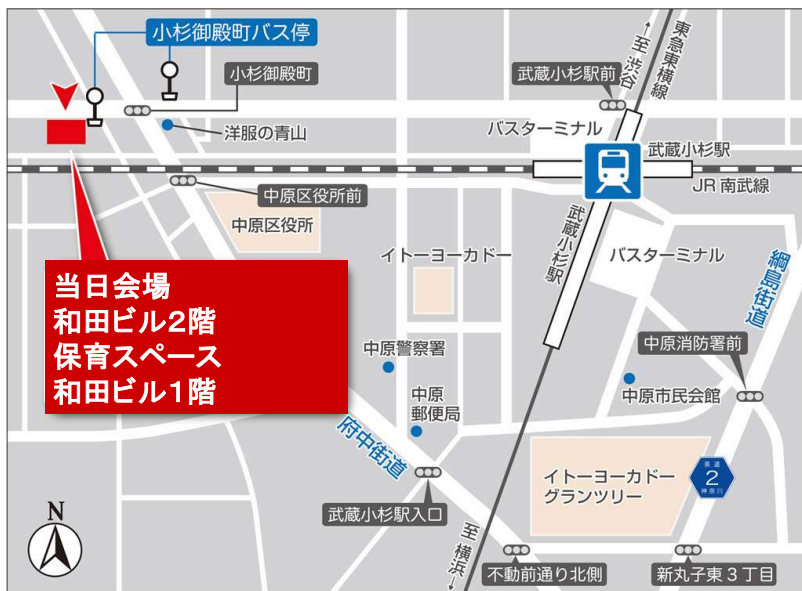 小杉御殿町バス停
小杉御殿町
洋服の青山
武蔵小杉駅前
←至 渋谷
東急東横線
バスターミナル
武蔵小杉駅
JR 南武線
中原区役所前
中原区役所
武蔵小杉駅
イトーヨーカドー
バスターミナル
綱島街道
当日会場
和田ビル2階
保育スペース
和田ビル1階
中原警察署
中原消防署前
中原
郵便局
中原市民会館
府中街道
イトーヨーカドー
グランツリー
県道
2
神奈川
N
武蔵小杉駅入口
至 横浜→
不動前通り北側
新丸子東3丁目